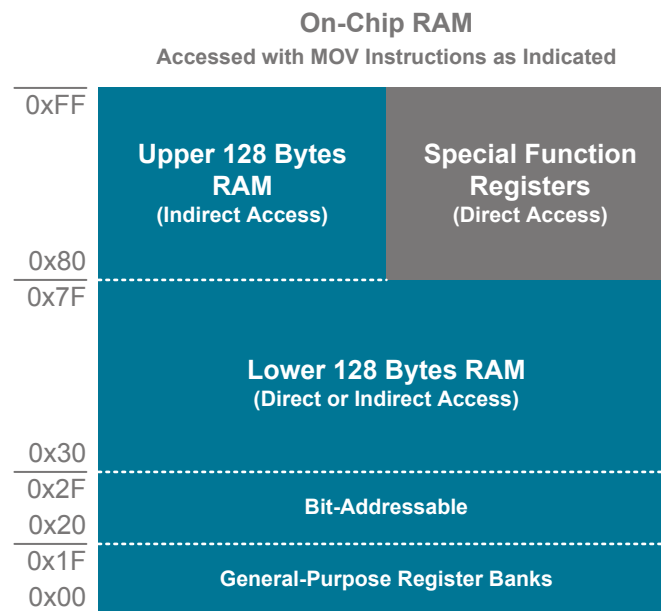 On-Chip RAM
Accessed with MOV Instructions as Indicated
0xFF
Upper 128 Bytes
RAM
(Indirect Access)
Special Function
Registers
(Direct Access)
0x80
0x7F
Lower 128 Bytes RAM
(Direct or Indirect Access)
0x30
0x2F
Bit-Addressable
0x20
0x1F
General-Purpose Register Banks
0x00